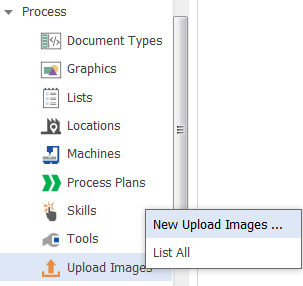 Process
Document Types
Graphics
Lists
Locations
Machines
Process Plans
Skills
Tools
Upload Images
New Upload Images ...
List All